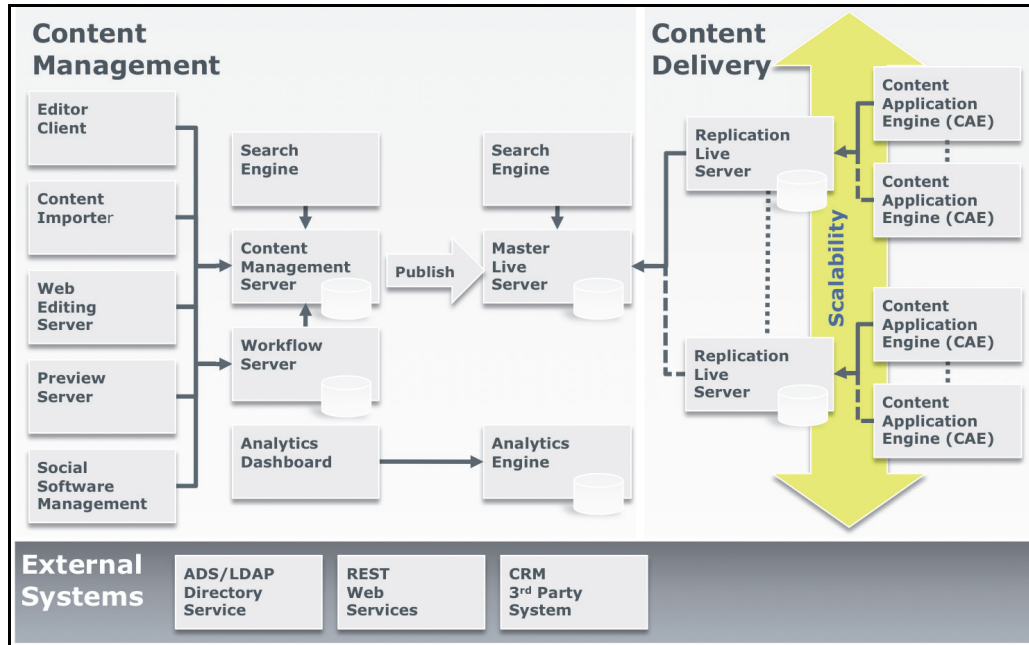 Content
Management
Editor
Client
Content
Importer
Web
Editing
Server
Preview
Server
Social
Software
Management
Search
Engine
Content
Management
Server
Workflow
Server
Analytics
Dashboard
Publish
Search
Engine
Master
Live
Server
Analytics
Engine
Content
Delivery
Replication
Live
Server
Replication
Live
Server
Scalability
Content
Application
Engine (CAE)
Content
Application
Engine (CAE)
Content
Application
Engine (CAE)
Content
Application
Engine (CAE)
External
Systems
ADS/LDAP
Directory
Service
REST
Web
Services
CRM
3rd Party
System